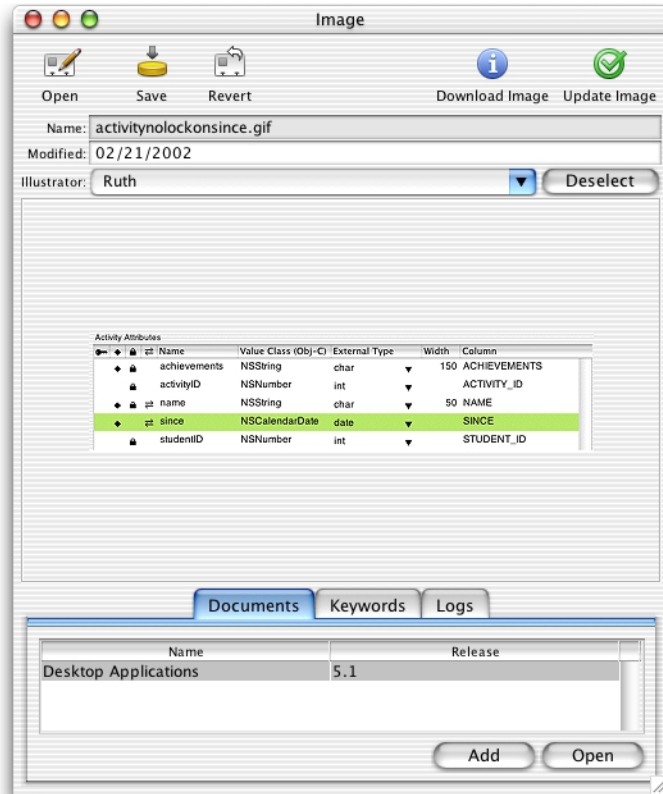 Image
Open Save Revert Download Image Update Image
Name: activitynolockonsince.gif
Modified: 02/21/2002
Illustrator: Ruth Deselect
Activity Attributes
Name Value Class (Obj-C) External Type Width Column
achievements NSString char 150 ACHIEVEMENTS
activityID NSNumber int ACTIVITY_ID
name NSString char 50 NAME
since NSCalendarDate date SINCE
studentID NSNumber int STUDENT_ID
Documents Keywords Logs
Name Release
Desktop Applications 5.1
Add Open